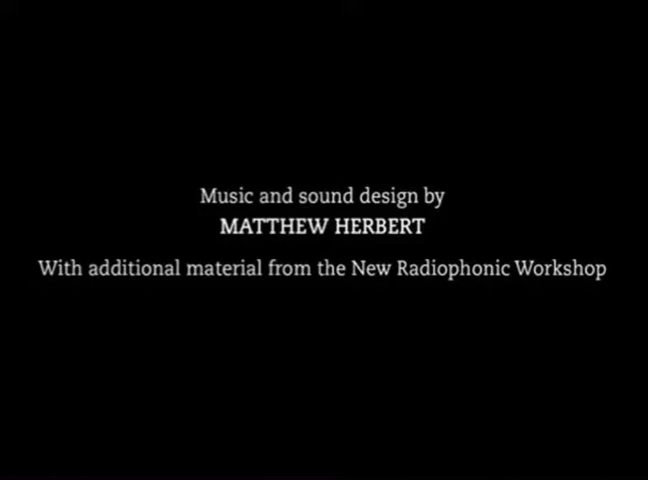 Music and sound design by
MATTHEW HERBERT
With additional material from the New Radiophonic Workshop